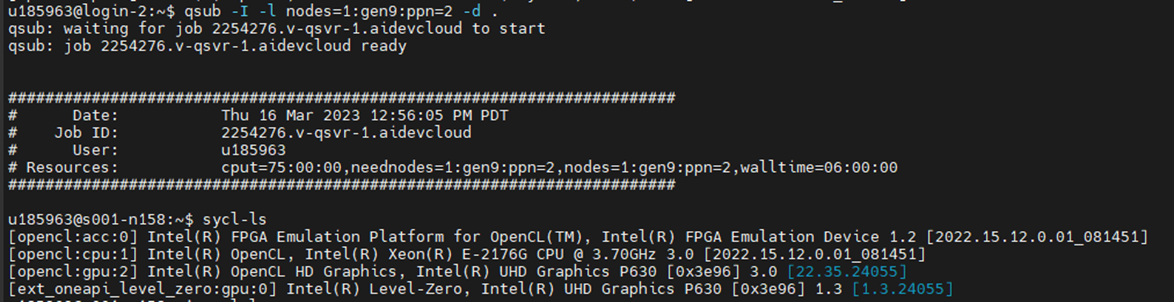 u185963@login-2:~$ qsub -I -l nodes=1:gen9:ppn=2 -d .
qsub: waiting for job 2254276.v-qsvr-1.aidevcloud to start
qsub: job 2254276.v-qsvr-1.aidevcloud ready
########################################################################
#      Date:           Thu 16 Mar 2023 12:56:05 PM PDT
#    Job ID:           2254276.v-qsvr-1.aidevcloud
#      User:           u185963
# Resources:           cput=75:00:00,neednodes=1:gen9:ppn=2,nodes=1:gen9:ppn=2,walltime=06:00:00
########################################################################
u185963@s001-n158:~$ sycl-ls
[opencl:acc:0] Intel(R) FPGA Emulation Platform for OpenCL(TM), Intel(R) FPGA Emulation Device 1.2 [2022.15.12.0.01_081451]
[opencl:cpu:1] Intel(R) OpenCL, Intel(R) Xeon(R) E-2176G CPU @ 3.70GHz 3.0 [2022.15.12.0.01_081451]
[opencl:gpu:2] Intel(R) OpenCL HD Graphics, Intel(R) UHD Graphics P630 [0x3e96] 3.0 [22.35.24055]
[ext_oneapi_level_zero:gpu:0] Intel(R) Level-Zero, Intel(R) UHD Graphics P630 [0x3e96] 1.3 [1.3.24055]